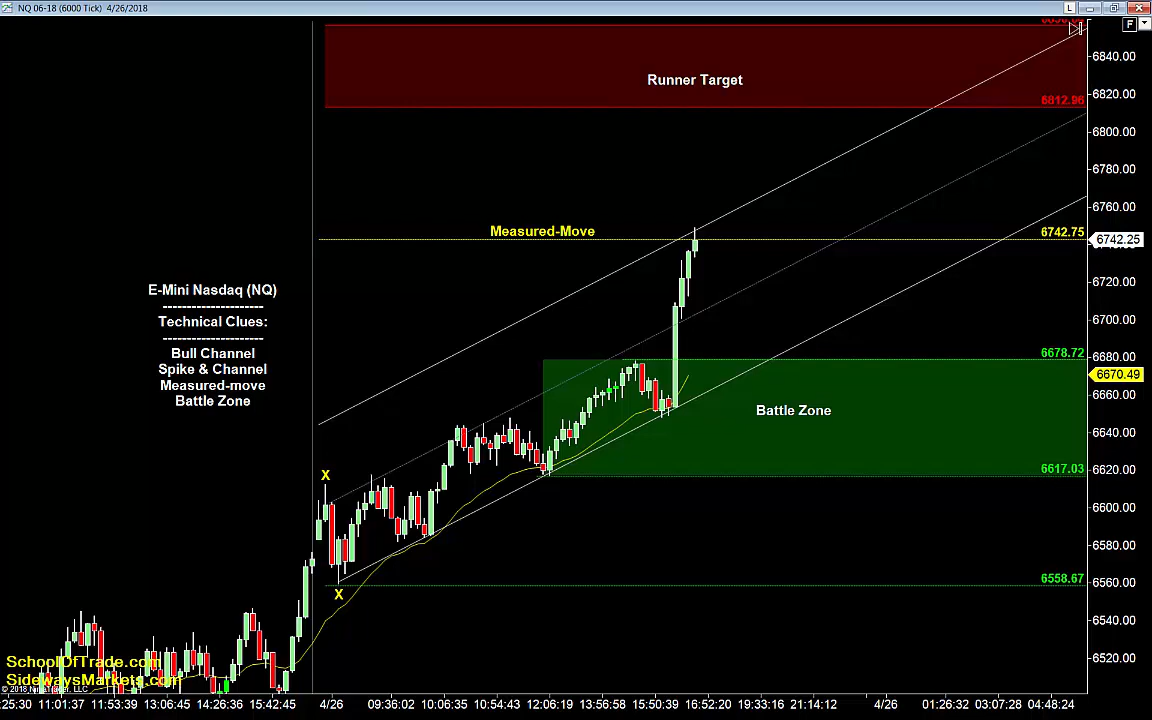 NQ 06-18 (6000 Tick) 4/26/2018
L
F
Runner Target
6812.96
Measured-Move
6742.75
E-Mini Nasdaq (NQ)
---------------------
Technical Clues:
---------------------
Bull Channel
Spike & Channel
Measured-move
Battle Zone
6678.72
Battle Zone
6617.03
X
X
6558.67
6840.00
6820.00
6800.00
6780.00
6760.00
6742.25
6720.00
6700.00
6680.00
6670.49
6660.00
6640.00
6620.00
6600.00
6580.00
6560.00
6540.00
6520.00
SchoolOfTrade.com
SidewaysMarkets.com
© 2018 NinjaTrader, LLC
:25:30 11:01:37 11:53:39 13:06:45 14:26:36 15:42:45 4/26 09:36:02 10:06:35 10:54:43 12:06:19 13:56:58 15:50:39 16:52:20 19:33:16 21:14:12 4/26 01:26:32 03:07:28 04:48:24